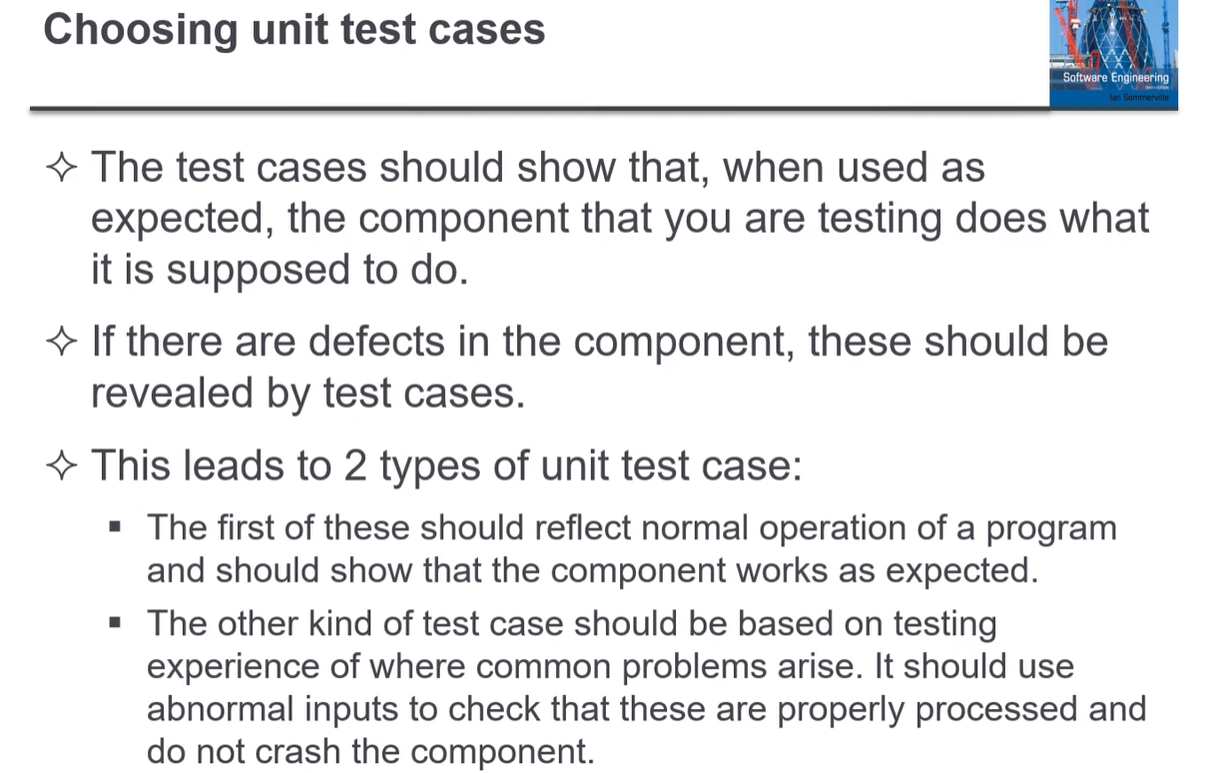 Choosing unit test cases
Software Engineering
Ian Sommerville
✧ The test cases should show that, when used as
expected, the component that you are testing does what
it is supposed to do.
✧ If there are defects in the component, these should be
revealed by test cases.
✧ This leads to 2 types of unit test case:
▪ The first of these should reflect normal operation of a program
and should show that the component works as expected.
▪ The other kind of test case should be based on testing
experience of where common problems arise. It should use
abnormal inputs to check that these are properly processed and
do not crash the component.